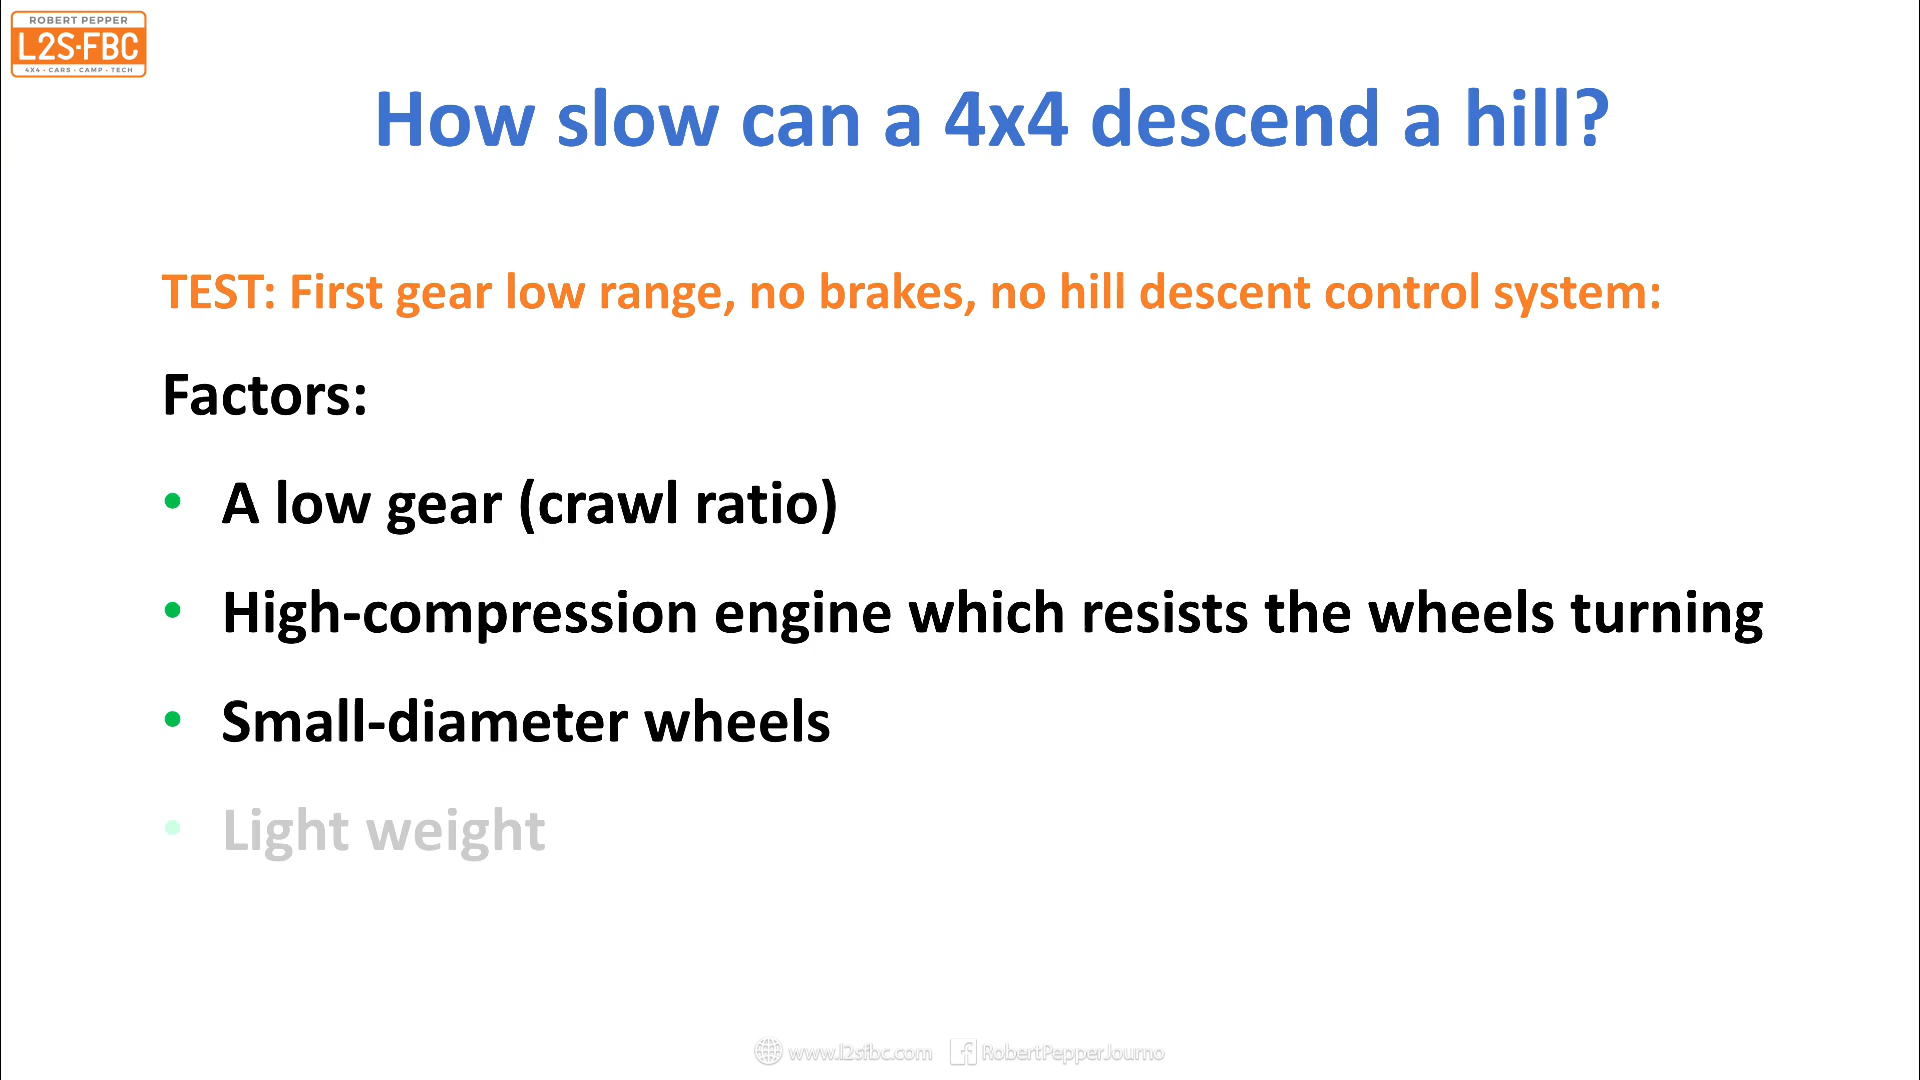 ROBERT PEPPER
L2S·FBC
4X4 · CARS · CAMP · TECH
How slow can a 4x4 descend a hill?
TEST: First gear low range, no brakes, no hill descent control system:
Factors:
• A low gear (crawl ratio)
• High-compression engine which resists the wheels turning
• Small-diameter wheels
• Light weight
www.l2sfbc.com RobertPepperJourno